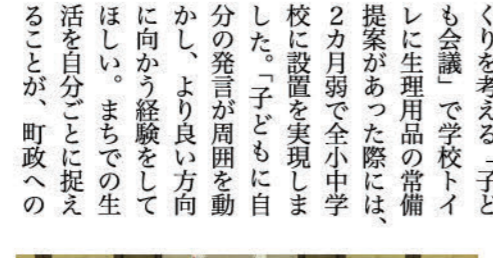 くりを考える「子ど
も会議」で学校トイ
レに生理用品の常備
提案があった際には、
２カ月弱で全小中学
校に設置を実現しま
した。「子どもに自
分の発言が周囲を動
かし、より良い方向
に向かう経験をして
ほしい。まちでの生
活を自分ごとに捉え
ることが、町政への